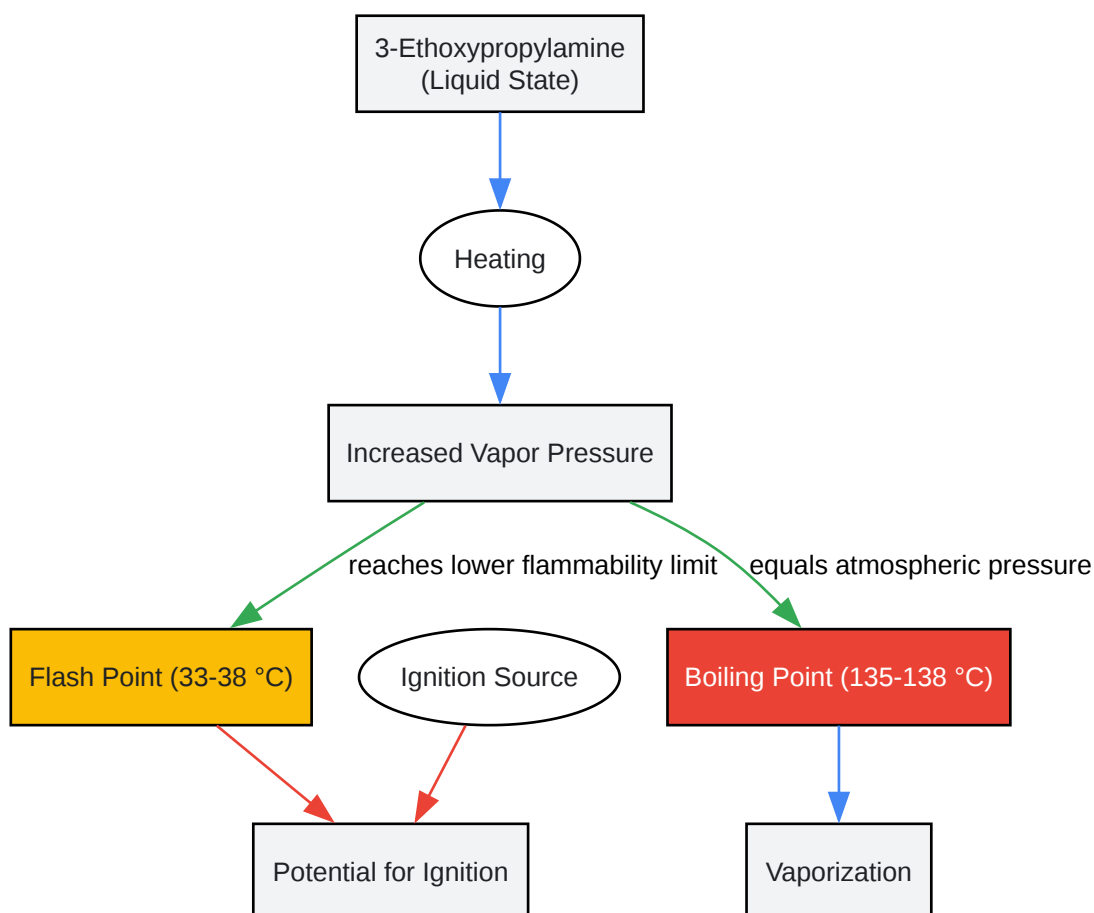 3-Ethoxypropylamine
(Liquid State)
Heating
Increased Vapor Pressure
reaches lower flammability limit
equals atmospheric pressure
Flash Point (33-38 °C)
Ignition Source
Boiling Point (135-138 °C)
Potential for Ignition
Vaporization